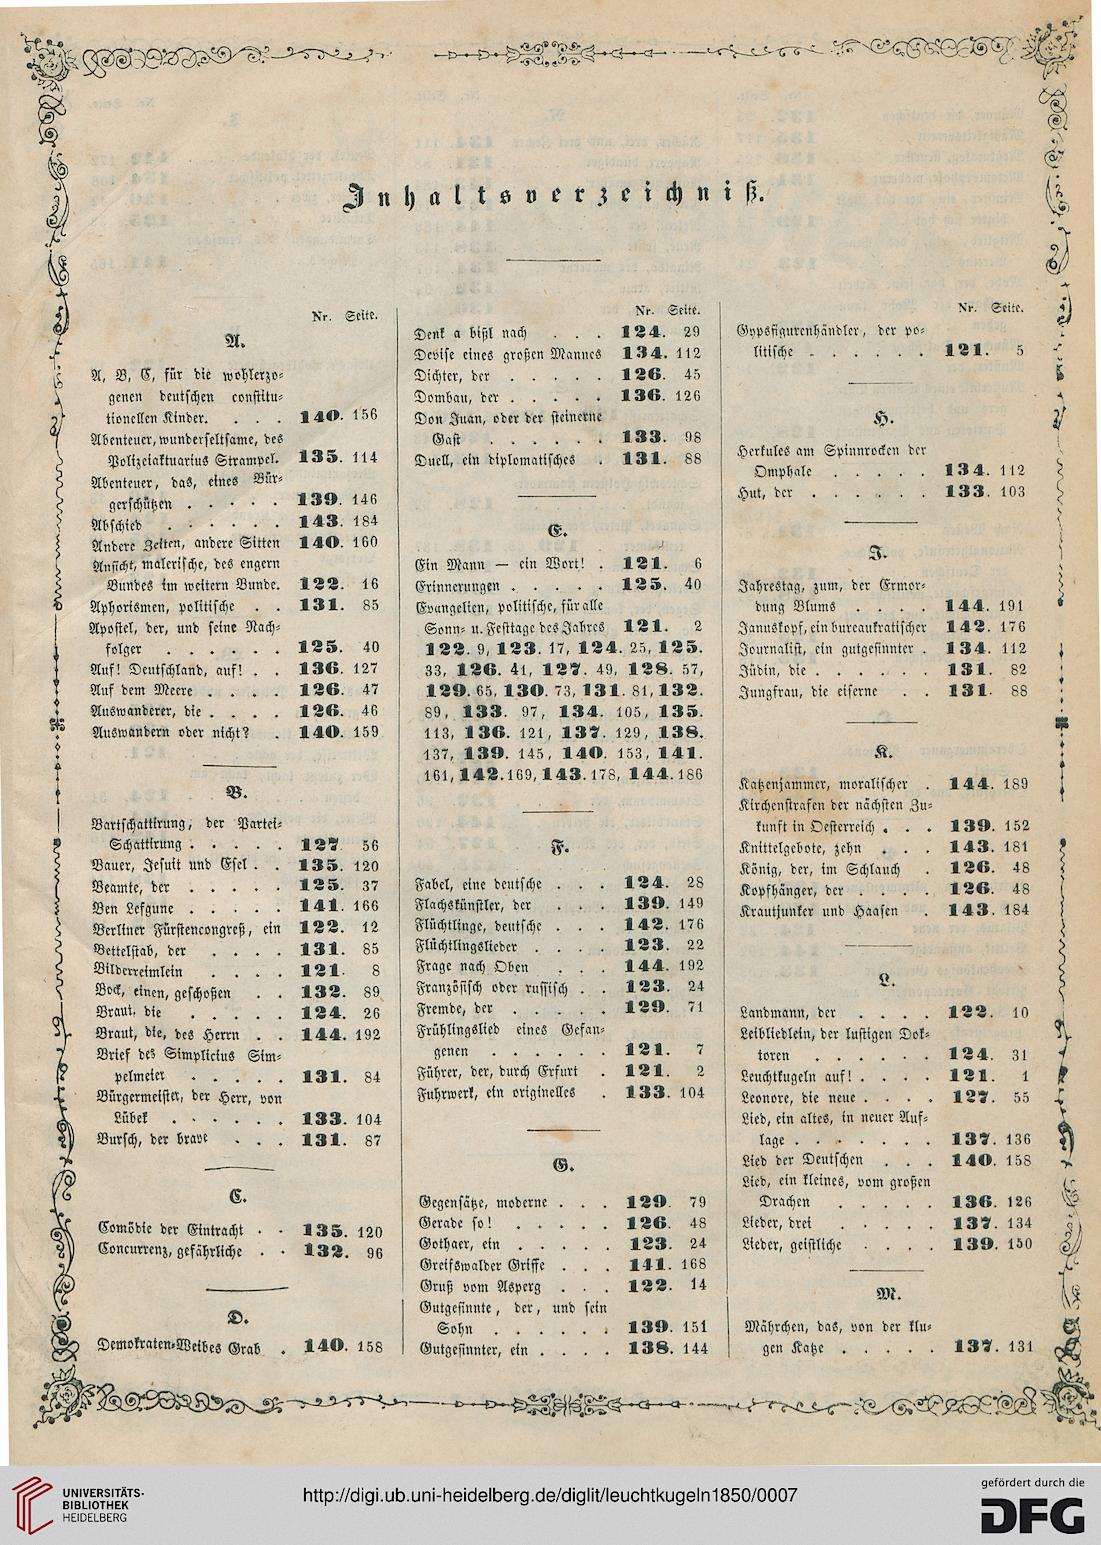 Inhaltsverzeichniß.
Nr. Seite.
A.
A, B, C, für die wohlerzo-
genen deutschen constitu-
tionellen Kinder. . . . 140. 156
Abenteuer, wunderseltsame, des
Polizeiaktuarius Strampel. 135. 114
Abenteuer, das, eines Bür-
gerschützen . . . . . 139. 146
Abschied . . . . . . 143. 184
Andere Zeiten, andere Sitten 140. 160
Ansicht, malerische, des engern
Bundes im weitern Bunde. 122. 16
Aphorismen, politische . . 131. 85
Apostel, der, und seine Nach-
folger . . . . . . 125. 40
Auf! Deutschland, auf! . . 136. 127
Auf dem Meere . . . . 126. 47
Auswanderer, die . . . . 126. 46
Auswandern oder nicht? . 140. 159
B.
Bartschattirung, der Partei-
Schattirung . . . . . 127. 56
Bauer, Jesuit und Esel . . 135. 120
Beamte, der . . . . . 125. 37
Ben Lefgune . . . . . 141. 166
Berliner Fürstencongreß, ein 122. 12
Bettelstab, der . . . . 131. 85
Bilderreimlein . . . . 121. 8
Bock, einen, geschoßen . . 132. 89
Braut, die . . . . . 124. 26
Braut, die, des Herrn . . 144. 192
Brief des Simplicius Sim-
pelmeier . . . . . 131. 84
Bürgermeister, der Herr, von
Lübek . . . . . . 133. 104
Bursch, der brave . . . 131. 87
C.
Comödie der Eintracht . . 135. 120
Concurrenz, gefährliche . . 132. 96
D.
Demokraten-Weibes Grab . 140. 158
Nr. Seite.
Denk a bißl nach . . . 124. 29
Devise eines großen Mannes 134. 112
Dichter, der . . . . . 126. 45
Dombau, der . . . . . 136. 126
Don Juan, oder der steinerne
Gast . . . . . . 133. 98
Duell, ein diplomatisches . 131. 88
E.
Ein Mann — ein Wort! . 121. 6
Erinnerungen . . . . . 125. 40
Evangelien, politische, für alle
Sonn- u. Festtage des Jahres 121. 2
122. 9, 123. 17, 124. 25, 125.
33, 126. 41, 127. 49, 128. 57,
129. 65, 130. 73, 131. 81, 132.
89, 133. 97, 134. 105, 135.
113, 136. 121, 137. 129, 138.
137, 139. 145, 140. 153, 141.
161, 142. 169, 143. 178, 144. 186
F.
Fabel, eine deutsche . . . 124. 28
Flachskünstler, der . . . 139. 149
Flüchtlinge, deutsche . . . 142. 176
Flüchtlingslieder . . . . 123. 22
Frage nach Oben . . . 144. 192
Französisch oder russisch . . 123. 24
Fremde, der . . . . . 129. 71
Frühlingslied eines Gefan-
genen . . . . . . 121. 7
Führer, der, durch Erfurt . 121. 2
Fuhrwerk, ein originelles . 133. 104
G.
Gegensätze, moderne . . . 129. 79
Gerade so! . . . . . 126. 48
Gothaer, ein . . . . . 123. 24
Greifswalder Griffe . . . 141. 168
Gruß vom Asperg . . . 122. 14
Gutgesinnte, der, und sein
Sohn . . . . . . 139. 151
Gutgesinnter, ein . . . . 138. 144
Nr. Seite.
Gypsfigurenhändler, der po-
litische . . . . . . 121. 5
H.
Herkules am Spinnrocken der
Omphale . . . . . 134. 112
Hut, der . . . . . . 133. 103
I.
Jahrestag, zum, der Ermor-
dung Blums . . . . 144. 191
Januskopf, ein bureaukratischer 142. 176
Journalist, ein gutgesinnter . 134. 112
Jüdin, die . . . . . . 131. 82
Jungfrau, die eiserne . . 131. 88
K.
Katzenjammer, moralischer . 144. 189
Kirchenstrafen der nächsten Zu-
kunft in Oesterreich . . . 139. 152
Knittelgebote, zehn . . . 143. 181
König, der, im Schlauch . 126. 48
Kopfhänger, der . . . . 126. 48
Krautjunker und Haasen . 143. 184
L.
Landmann, der . . . . 122. 10
Leibliedlein, der lustigen Dok-
toren . . . . . . 124. 31
Leuchtkugeln auf! . . . . 121. 1
Leonore, die neue . . . . 127. 55
Lied, ein altes, in neuer Auf-
lage . . . . . . . 137. 136
Lied der Deutschen . . . 140. 158
Lied, ein kleines, vom großen
Drachen . . . . . 136. 126
Lieder, drei . . . . . 137. 134
Lieder, geistliche . . . . 139. 150
M.
Mährchen, das, von der klu-
gen Katze . . . . . 137. 131
UNIVERSITÄTS-
BIBLIOTHEK
HEIDELBERG
http://digi.ub.uni-heidelberg.de/diglit/leuchtkugeln1850/0007
gefördert durch die
DFG